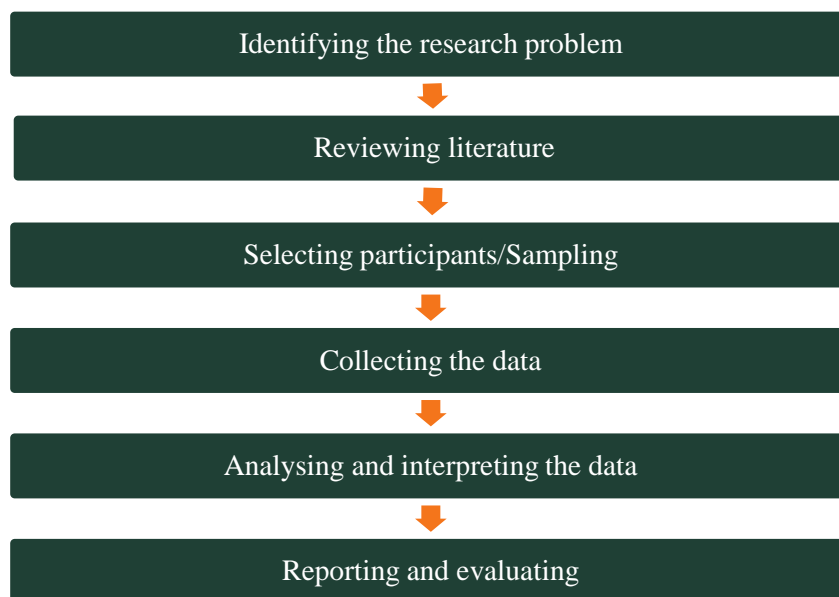 Identifying the research problem
Reviewing literature
Selecting participants/Sampling
Collecting the data
Analysing and interpreting the data
Reporting and evaluating